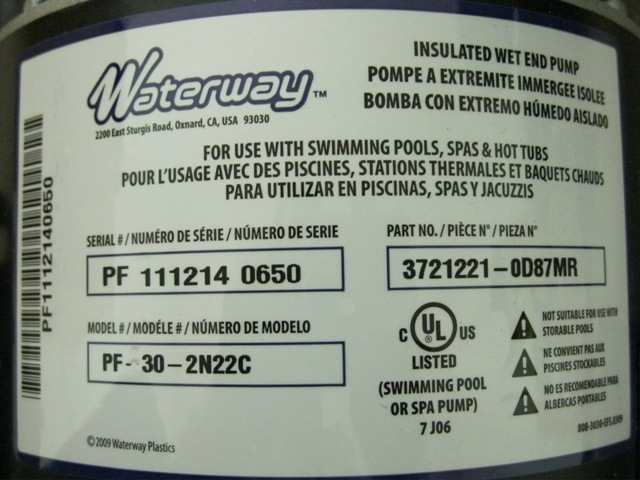 Waterway™
2200 East Sturgis Road, Oxnard, CA, USA 93030
INSULATED WET END PUMP
POMPE A EXTREMITE IMMERGEE ISOLEE
BOMBA CON EXTREMO HÚMEDO AISLADO
FOR USE WITH SWIMMING POOLS, SPAS & HOT TUBS
POUR L'USAGE AVEC DES PISCINES, STATIONS THERMALES ET BAQUETS CHAUDS
PARA UTILIZAR EN PISCINAS, SPAS Y JACUZZIS
SERIAL # / NUMÉRO DE SÉRIE / NÚMERO DE SERIE
PF 111214 0650
PART NO. / PIÈCE N° / PIEZA N°
3721221-0D87MR
MODEL # / MODÉLE # / NÚMERO DE MODELO
PF-30-2N22C
C UL US
LISTED
(SWIMMING POOL
OR SPA PUMP)
7 J06
NOT SUITABLE FOR USE WITH
STORABLE POOLS
NE CONVIENT PAS AUX
PISCINES STOCKABLES
NO ES RECOMENDABLE PARA
ALBERCAS PORTABLES
©2009 Waterway Plastics
808-3030-EFS.0309
PF1112140650